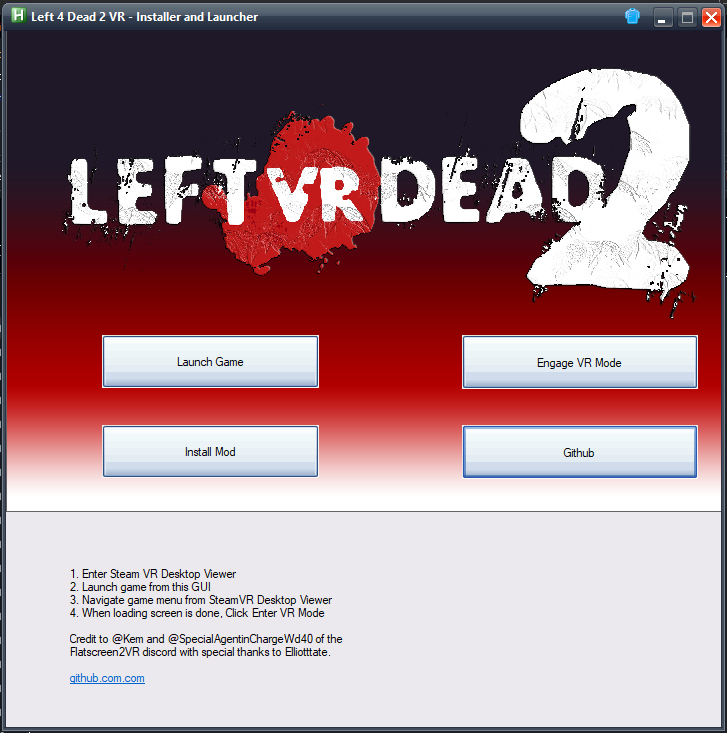 Left 4 Dead 2 VR - Installer and Launcher
LEFT VR DEAD 2
Launch Game
Engage VR Mode
Install Mod
Github
1. Enter Steam VR Desktop Viewer
2. Launch game from this GUI
3. Navigate game menu from SteamVR Desktop Viewer
4. When loading screen is done, Click Enter VR Mode
Credit to @Kem and @SpecialAgentinChargeWd40 of the
Flatscreen2VR discord with special thanks to Elliotttate.
github.com.com